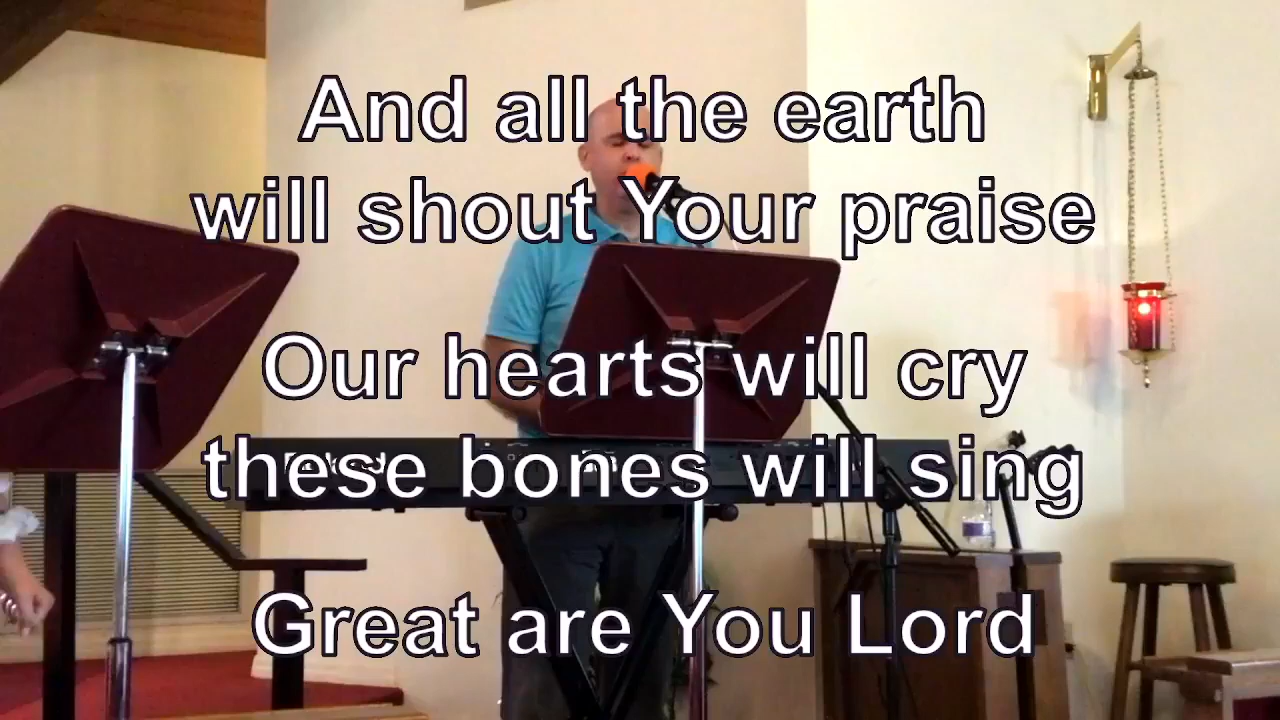 And all the earth
will shout Your praise
Our hearts will cry
these bones will sing
Great are You Lord